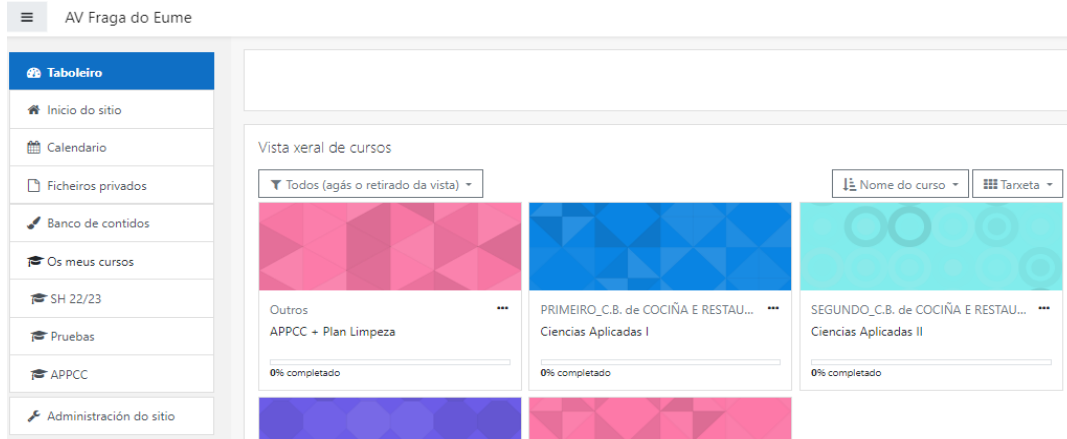 AV Fraga do Eume
Taboleiro
Inicio do sitio
Calendario
Ficheiros privados
Banco de contidos
Os meus cursos
SH 22/23
Pruebas
APPCC
Administración do sitio
Vista xeral de cursos
Todos (agás o retirado da vista)
Nome do curso
Tarxeta
Outros
APPCC + Plan Limpeza
0% completado
PRIMEIRO_C.B. de COCIÑA E RESTAU...
Ciencias Aplicadas I
0% completado
SEGUNDO_C.B. de COCIÑA E RESTAU...
Ciencias Aplicadas II
0% completado